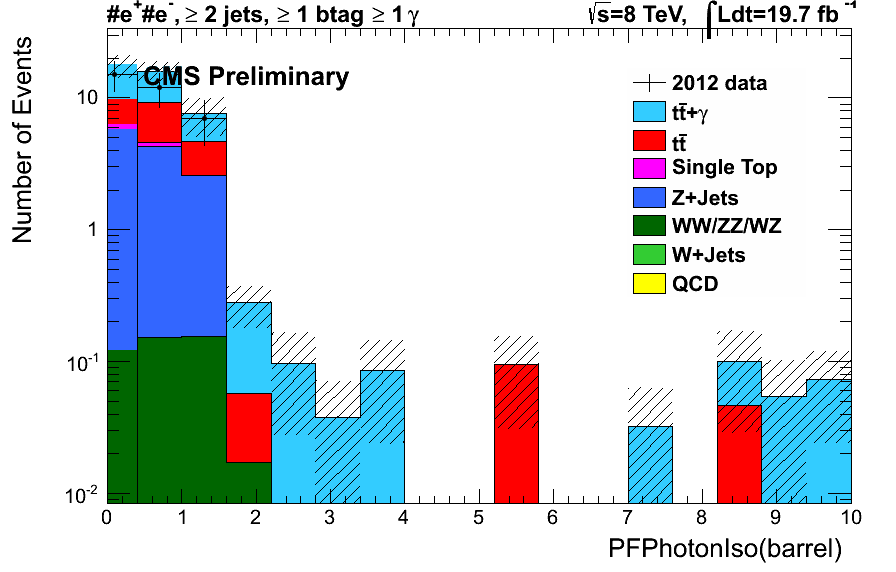 #e⁺#e⁻, ≥ 2 jets, ≥ 1 btag ≥ 1 γ √s=8 TeV, ∫Ldt=19.7 fb⁻¹
CMS Preliminary
2012 data
tt̄+γ
tt̄
Single Top
Z+Jets
WW/ZZ/WZ
W+Jets
QCD
Number of Events
10
1
10⁻¹
10⁻²
0 1 2 3 4 5 6 7 8 9 10
PFPhotonIso(barrel)